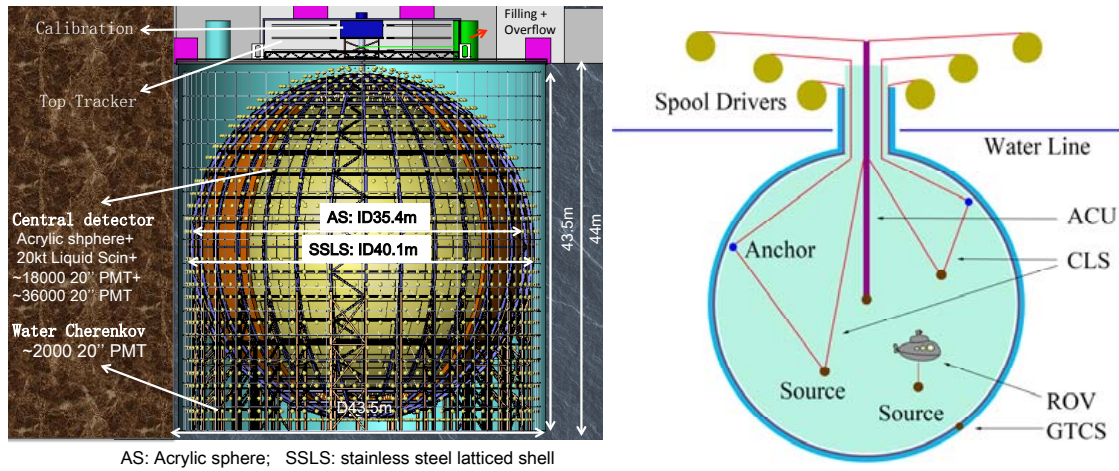 Calibration
Filling +
Overflow
Top Tracker
Central detector
Acrylic shphere+
20kt Liquid Scin+
~18000 20'' PMT+
~36000 20'' PMT
Water Cherenkov
~2000 20'' PMT
AS: ID35.4m
SSLS: ID40.1m
43.5m
44m
D43.5m
AS: Acrylic sphere; SSLS: stainless steel latticed shell
Spool Drivers
Water Line
ACU
Anchor
CLS
Source
Source
ROV
GTCS